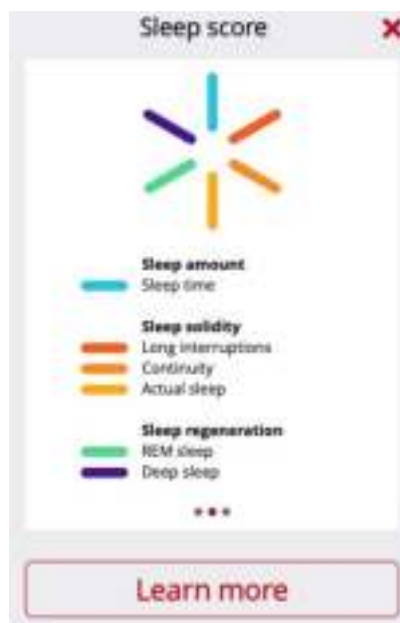 Sleep score
Sleep amount
Sleep time
Sleep solidity
Long interruptions
Continuity
Actual sleep
Sleep regeneration
REM sleep
Deep sleep
Learn more